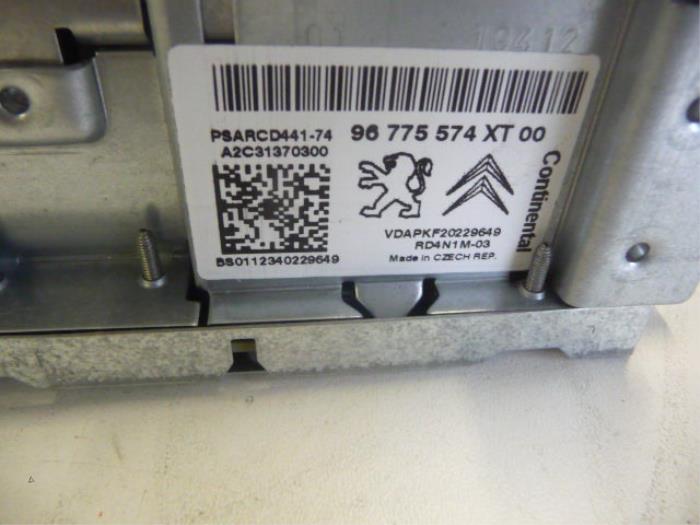 PSARCD441-74 96 775 574 XT 00
A2C31370300
Continental
VDAPKF20229649
RD4N1M-03
Made in CZECH REP.
BS0112340229649